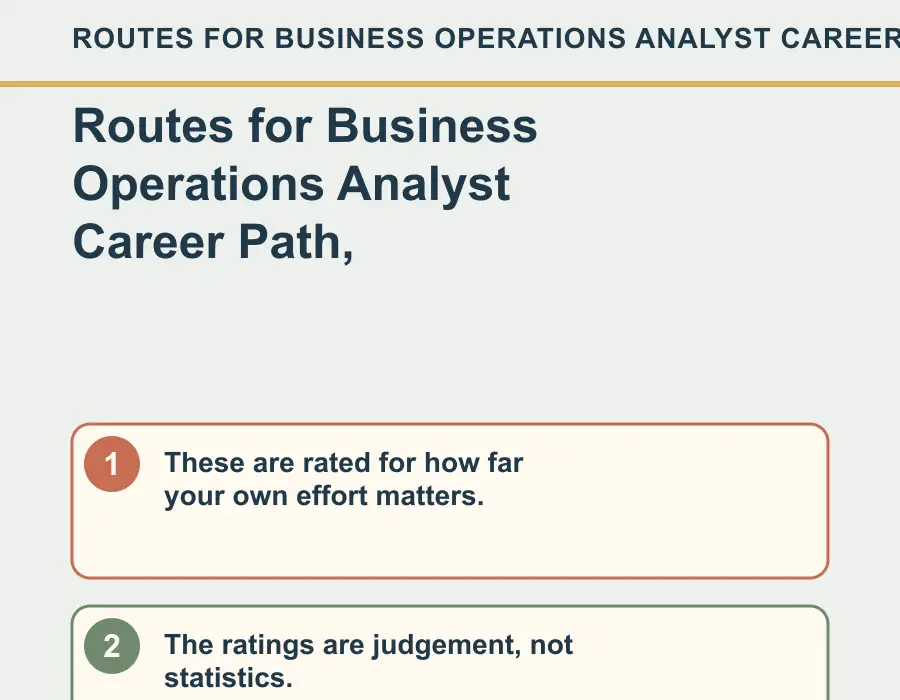 ROUTES FOR BUSINESS OPERATIONS ANALYST CAREER
Routes for Business
Operations Analyst
Career Path,
1
These are rated for how far
your own effort matters.
2
The ratings are judgement, not
statistics.